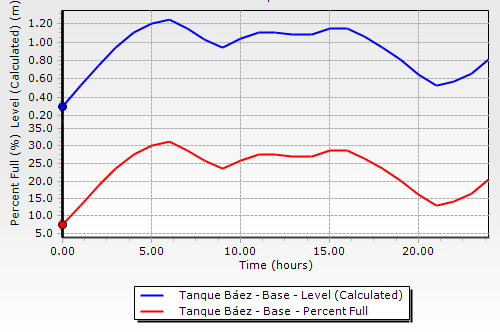 Level (Calculated) (m)
1.20
1.00
0.80
0.60
0.40
0.20
Percent Full (%)
35.0
30.0
25.0
20.0
15.0
10.0
5.0
0.00 5.00 10.00 15.00 20.00
Time (hours)
Tanque Báez - Base - Level (Calculated)
Tanque Báez - Base - Percent Full